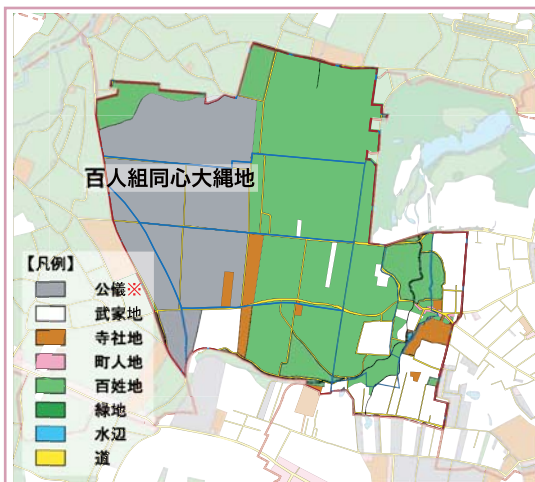 百人組同心大縄地
【凡例】
公儀※
武家地
寺社地
町人地
百姓地
緑地
水辺
道